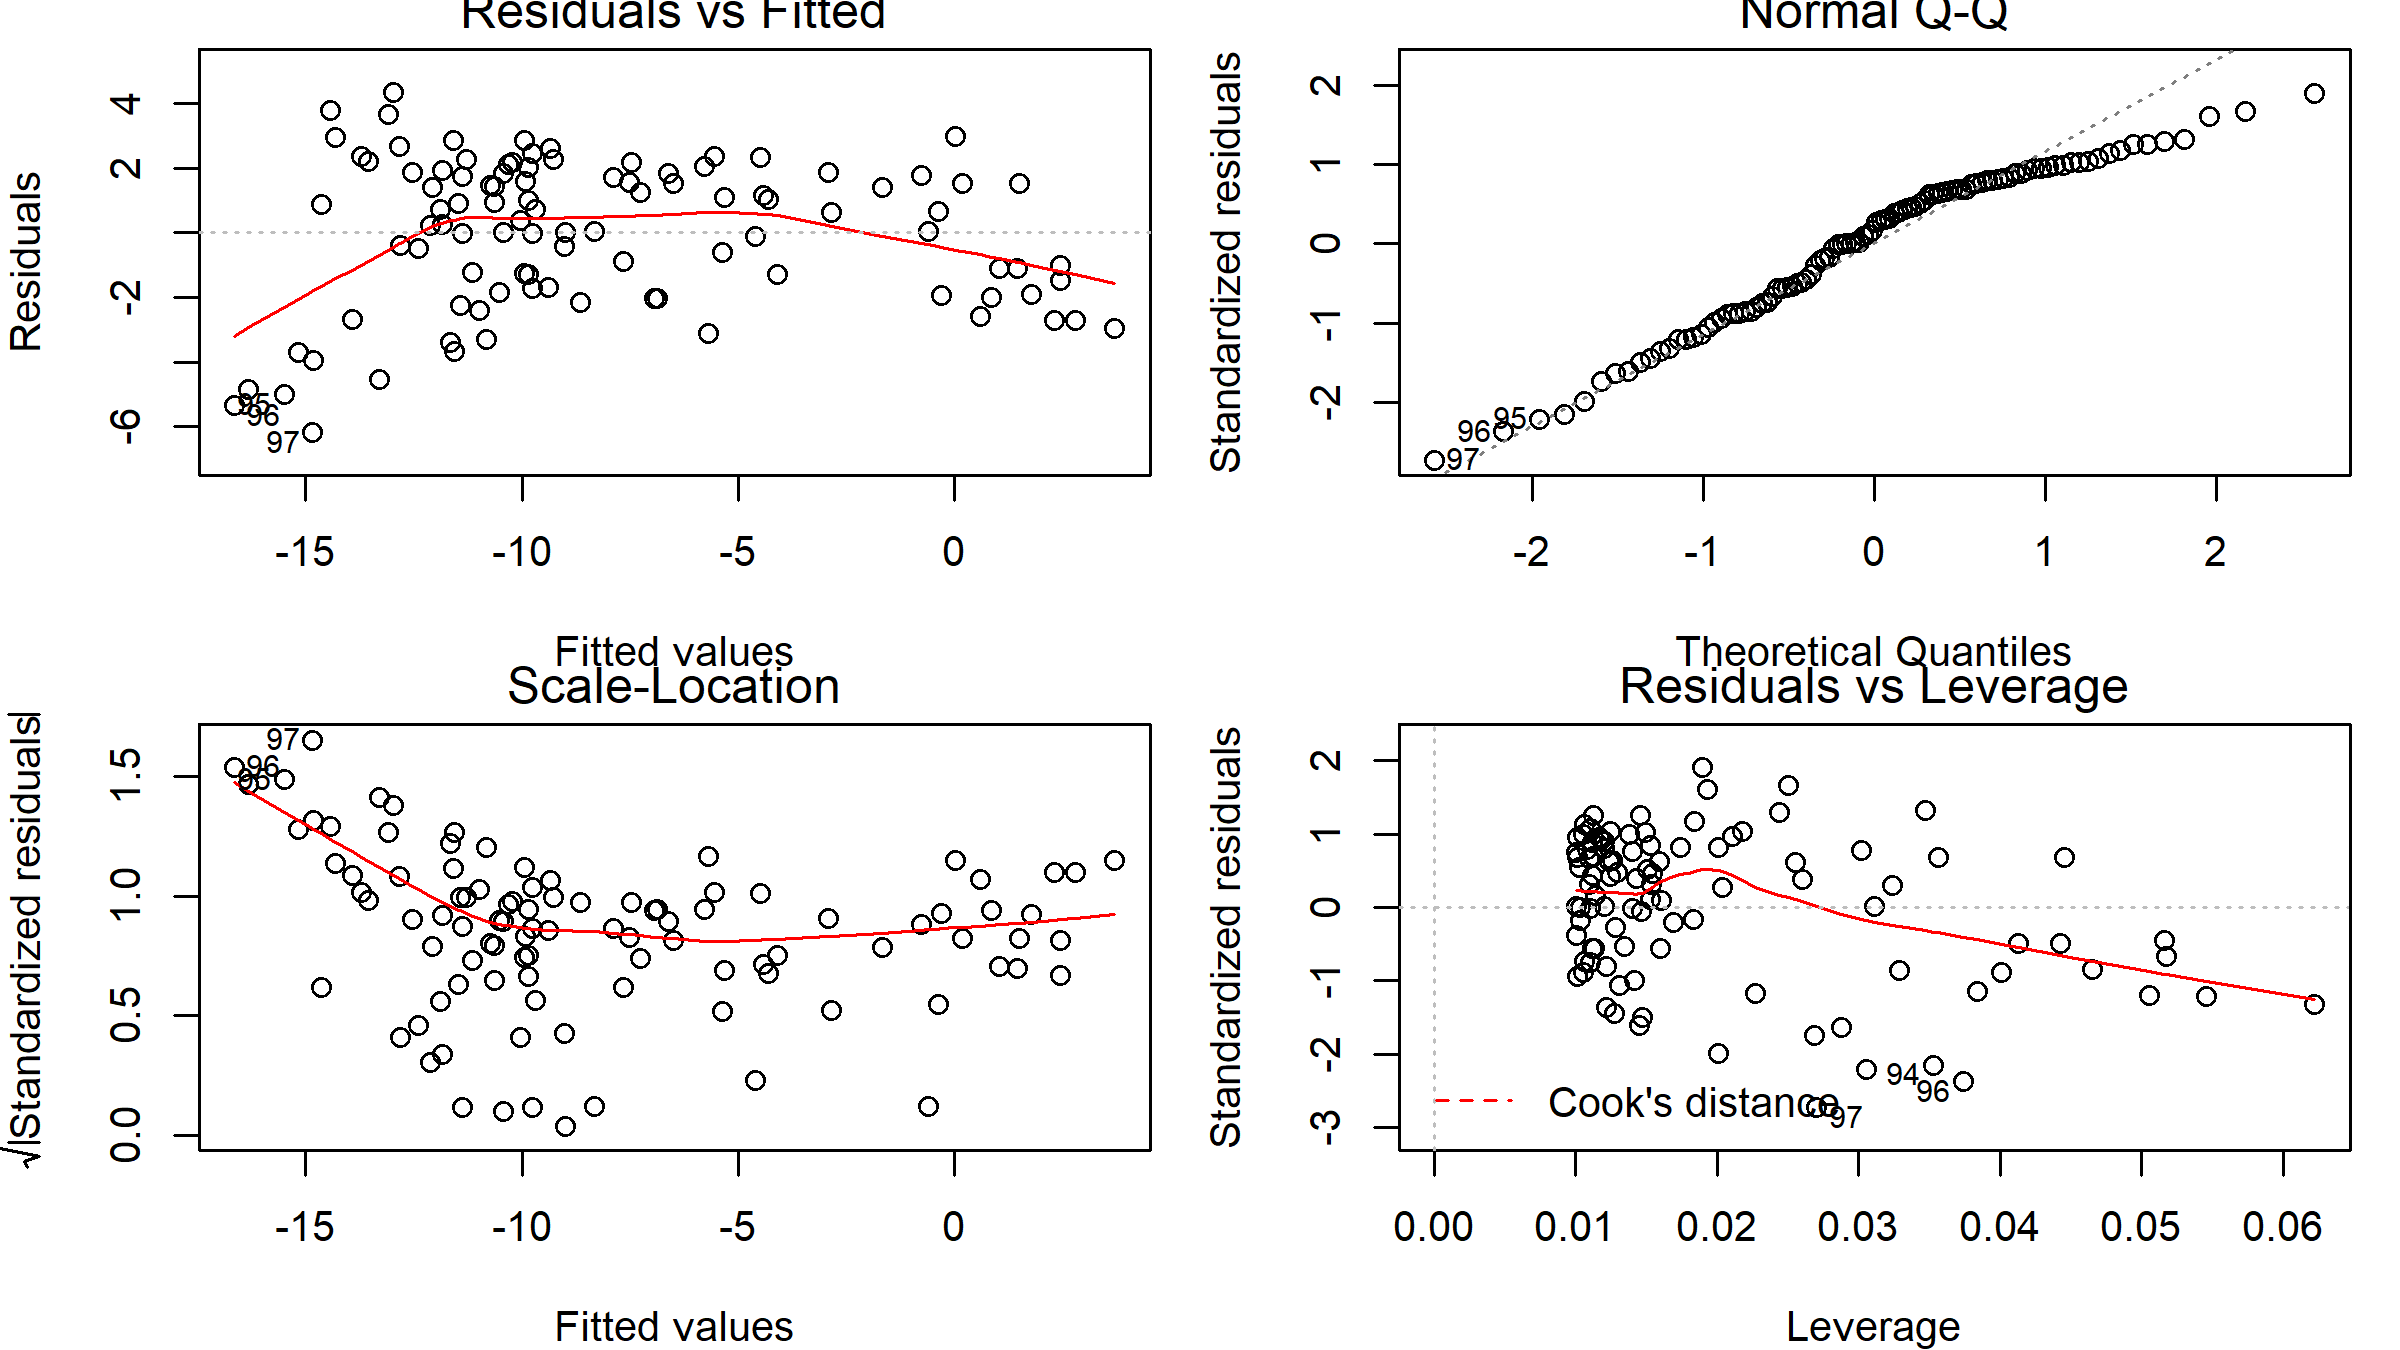 Residuals vs Fitted
Residuals
4
2
-2
-6
95
96
97
-15 -10 -5 0
Fitted values
Normal Q-Q
Standardized residuals
2
1
0
-1
-2
96 95
97
-2 -1 0 1 2
Theoretical Quantiles
Scale-Location
√|Standardized residuals|
1.5
1.0
0.5
0.0
97
96
95
-15 -10 -5 0
Fitted values
Residuals vs Leverage
Standardized residuals
2
1
0
-1
-2
-3
94
96
Cook's distance
97
0.00 0.01 0.02 0.03 0.04 0.05 0.06
Leverage